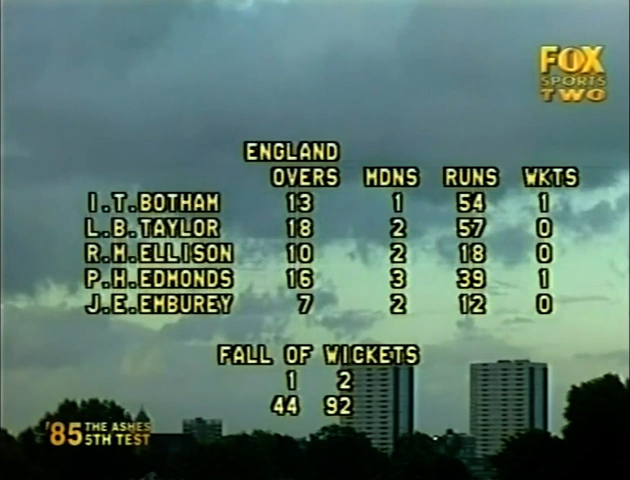 FOX
SPORTS
TWO
ENGLAND
OVERS MDNS RUNS WKTS
I.T.BOTHAM 13 1 54 1
L.B.TAYLOR 18 2 57 0
R.M.ELLISON 10 2 18 0
P.H.EDMONDS 16 3 39 1
J.E.EMBUREY 7 2 12 0
FALL OF WICKETS
1 2
44 92
'85 THE ASHES
5TH TEST